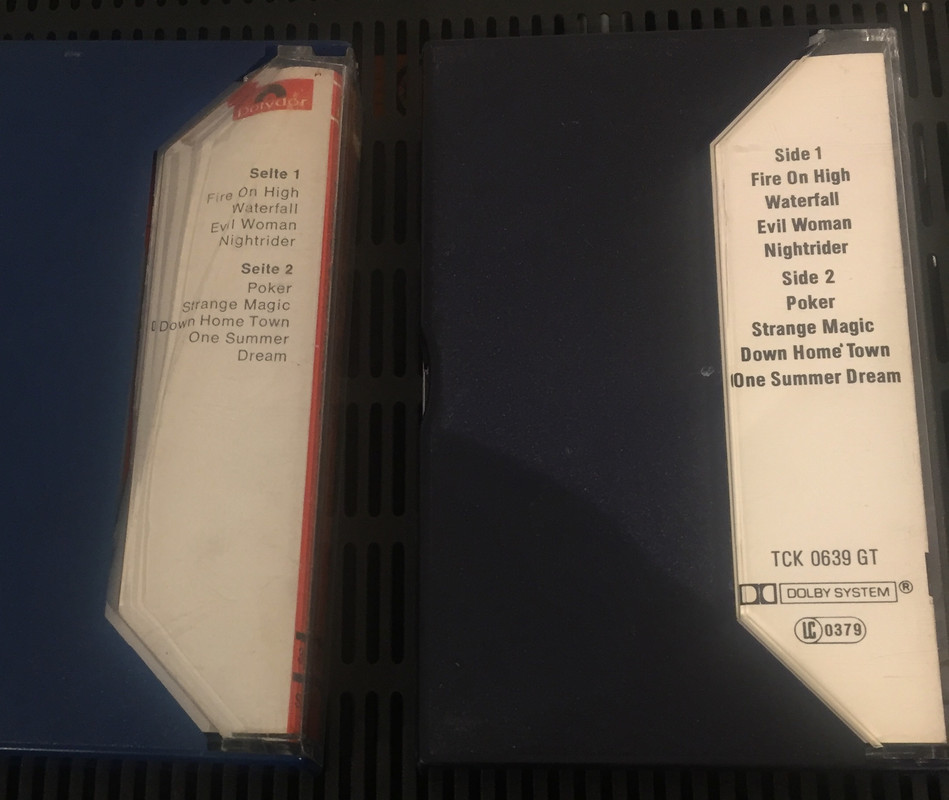 Polydor
Seite 1
Fire On High
Waterfall
Evil Woman
Nightrider
Seite 2
Poker
Strange Magic
Down Home Town
One Summer
Dream
Side 1
Fire On High
Waterfall
Evil Woman
Nightrider
Side 2
Poker
Strange Magic
Down Home Town
One Summer Dream
TCK 0639 GT
DOLBY SYSTEM ®
LC 0379